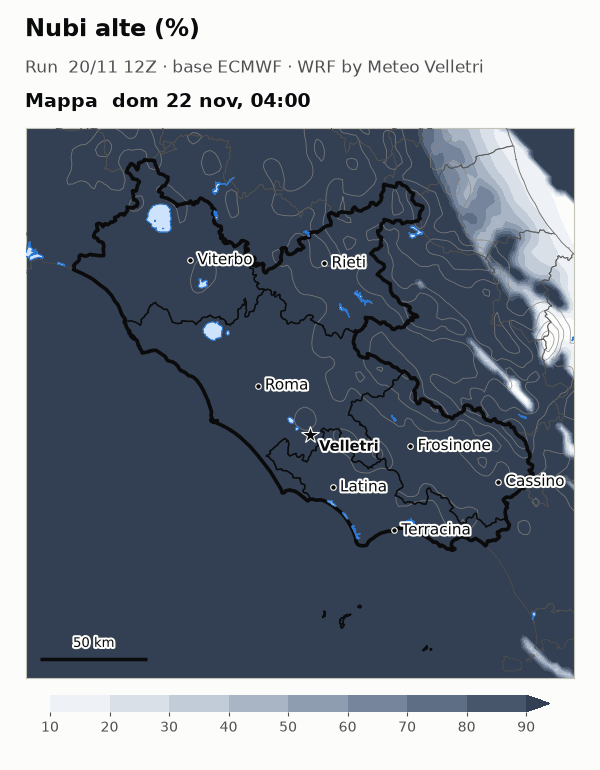 Nubi alte (%)
Run 20/11 12Z · base ECMWF · WRF by Meteo Velletri
Mappa dom 22 nov, 04:00
Viterbo
Rieti
Roma
Velletri
Frosinone
Cassino
Latina
Terracina
50 km
10 20 30 40 50 60 70 80 90